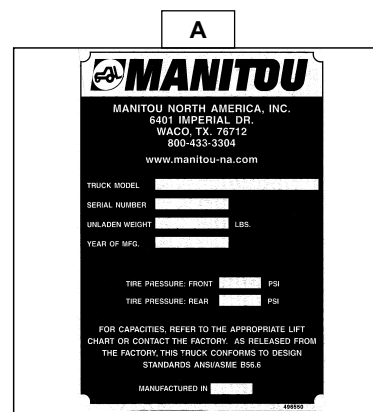 A
MANITOU
MANITOU NORTH AMERICA, INC.
6401 IMPERIAL DR.
WACO, TX. 76712
800-433-3304
www.manitou-na.com
TRUCK MODEL
SERIAL NUMBER
UNLADEN WEIGHT LBS.
YEAR OF MFG.
TIRE PRESSURE: FRONT PSI
TIRE PRESSURE: REAR PSI
FOR CAPACITIES, REFER TO THE APPROPRIATE LIFT
CHART OR CONTACT THE FACTORY. AS RELEASED FROM
THE FACTORY, THIS TRUCK CONFORMS TO DESIGN
STANDARDS ANSI/ASME B56.6
MANUFACTURED IN
496550